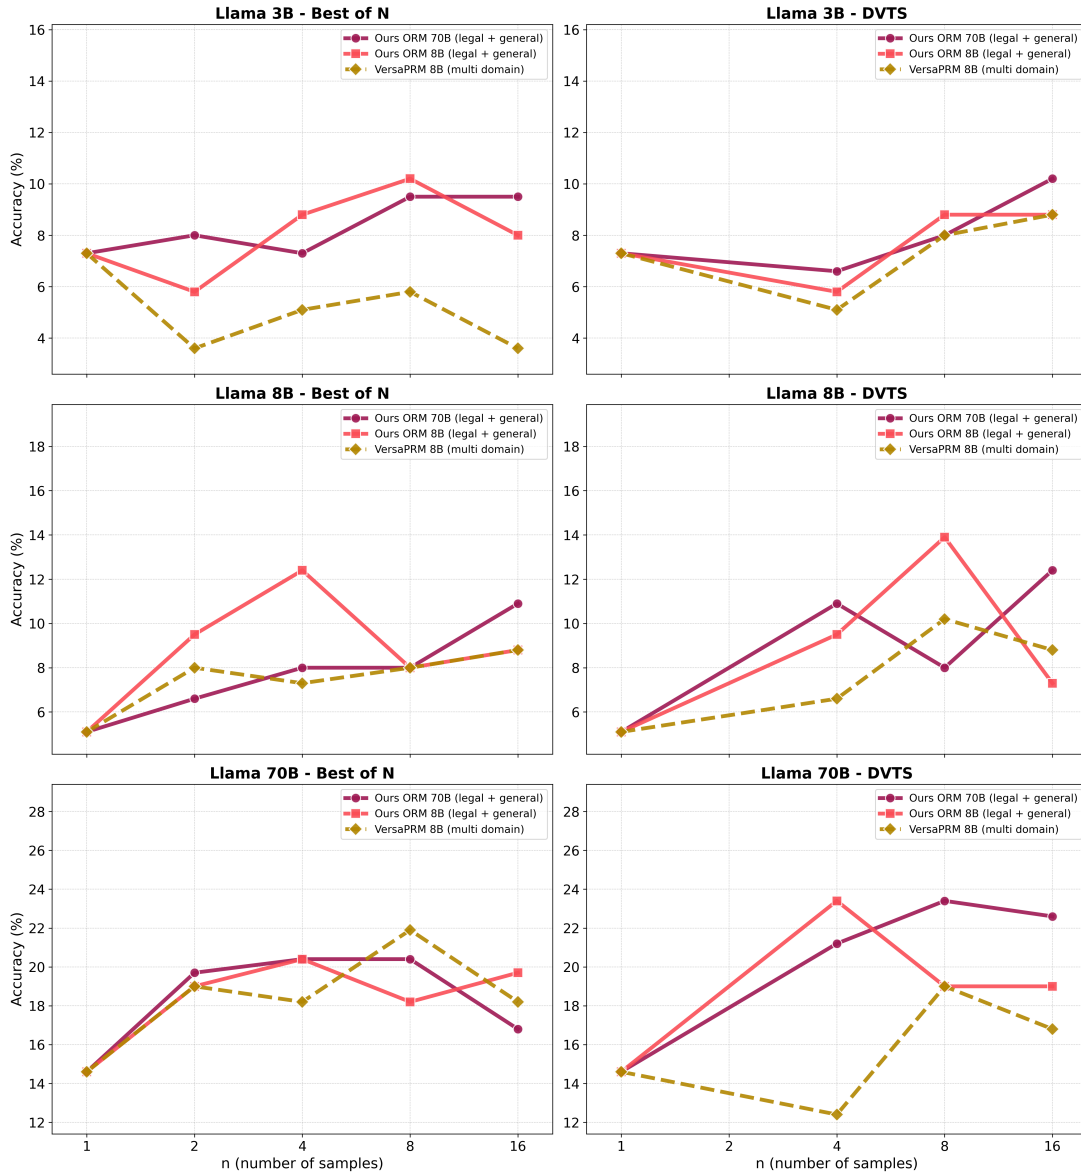 Llama 3B - Best of N
Accuracy (%)
16
14
12
10
8
6
4
Ours ORM 70B (legal + general)
Ours ORM 8B (legal + general)
VersaPRM 8B (multi domain)
Llama 3B - DVTS
16
14
12
10
8
6
4
Ours ORM 70B (legal + general)
Ours ORM 8B (legal + general)
VersaPRM 8B (multi domain)
Llama 8B - Best of N
Accuracy (%)
18
16
14
12
10
8
6
Ours ORM 70B (legal + general)
Ours ORM 8B (legal + general)
VersaPRM 8B (multi domain)
Llama 8B - DVTS
18
16
14
12
10
8
6
Ours ORM 70B (legal + general)
Ours ORM 8B (legal + general)
VersaPRM 8B (multi domain)
Llama 70B - Best of N
Accuracy (%)
28
26
24
22
20
18
16
14
12
Ours ORM 70B (legal + general)
Ours ORM 8B (legal + general)
VersaPRM 8B (multi domain)
1 2 4 8 16
n (number of samples)
Llama 70B - DVTS
28
26
24
22
20
18
16
14
12
Ours ORM 70B (legal + general)
Ours ORM 8B (legal + general)
VersaPRM 8B (multi domain)
1 2 4 8 16
n (number of samples)